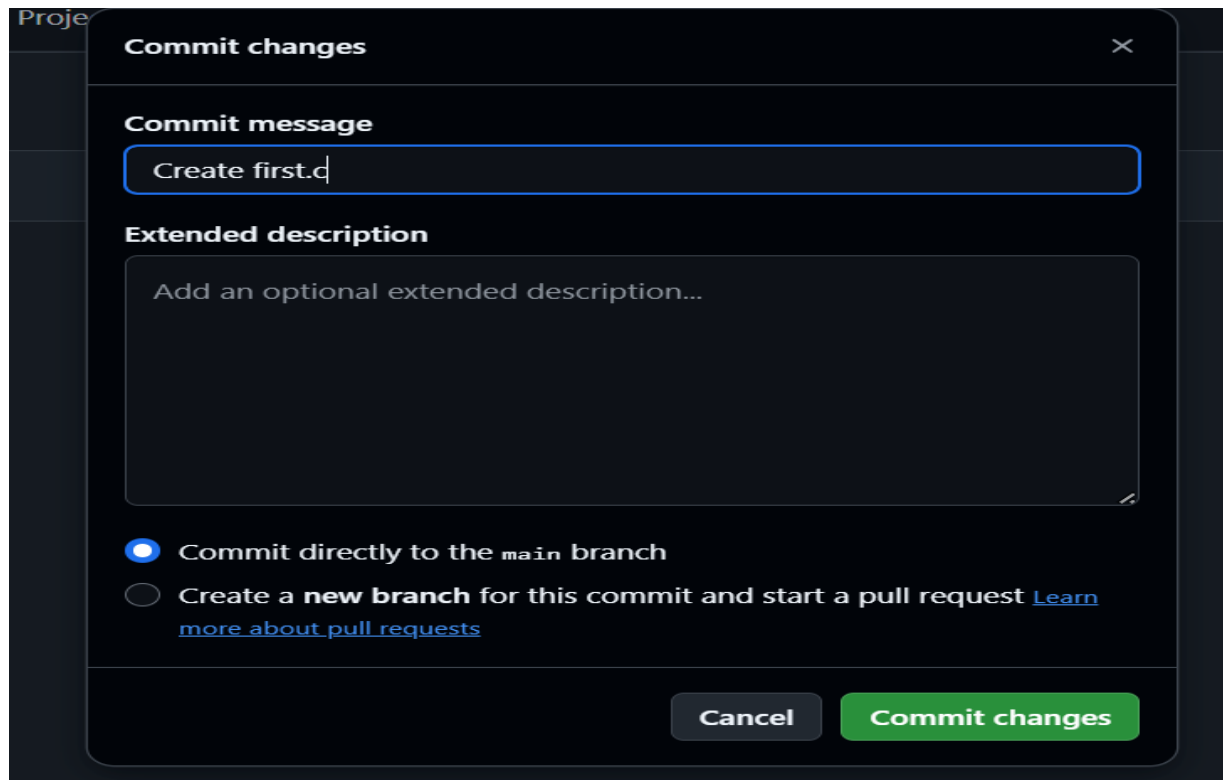 Proje
Commit changes
Commit message
Create first.c
Extended description
Add an optional extended description...
Commit directly to the main branch
Create a new branch for this commit and start a pull request Learn
more about pull requests
Cancel
Commit changes